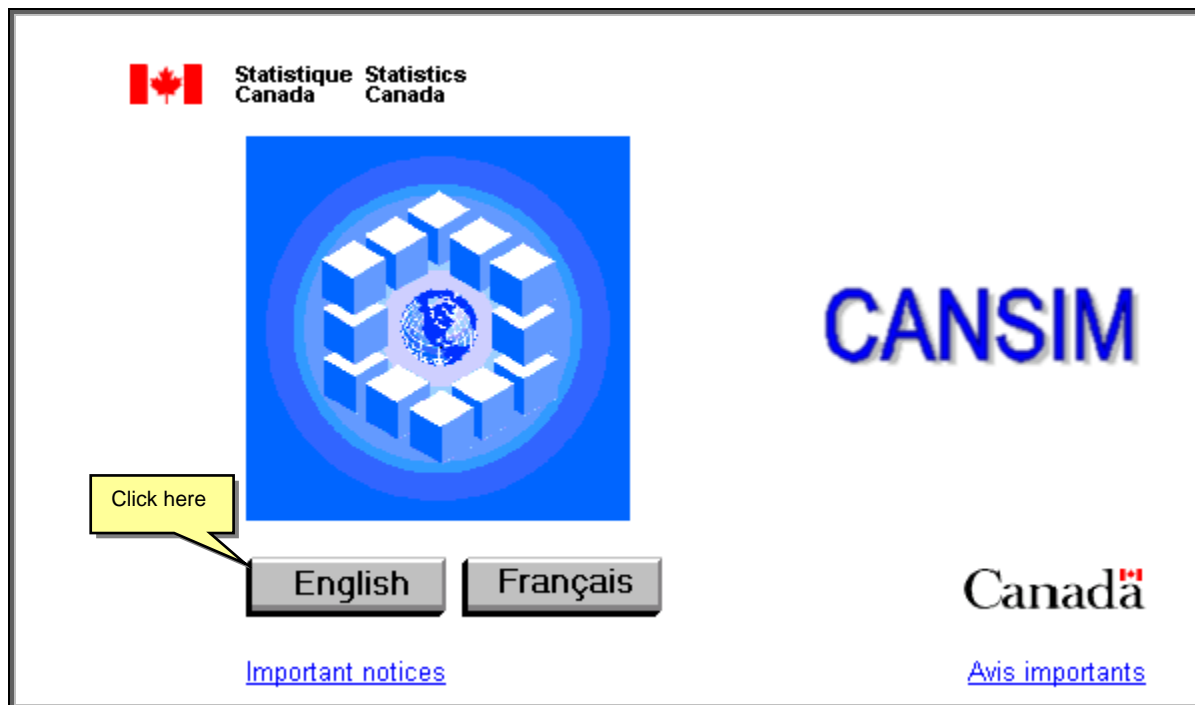 Statistique Statistics
Canada Canada
CANSIM
Click here
English Français
Canada
Important notices Avis importants